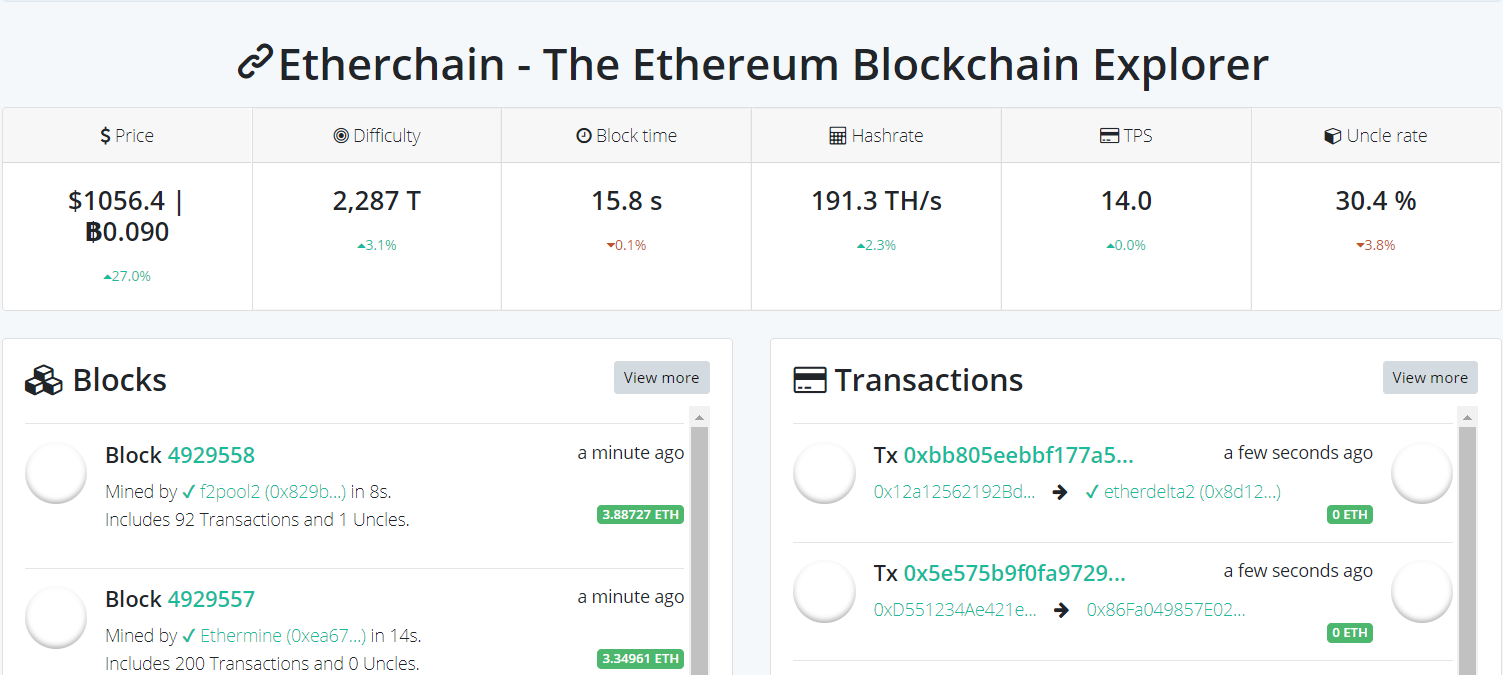 Etherchain - The Ethereum Blockchain Explorer
Price
$1056.4 |
฿0.090
27.0%
Difficulty
2,287 T
3.1%
Block time
15.8 s
0.1%
Hashrate
191.3 TH/s
2.3%
TPS
14.0
0.0%
Uncle rate
30.4 %
3.8%
Blocks
View more
Block 4929558
a minute ago
Mined by ✔ f2pool2 (0x829b...) in 8s.
Includes 92 Transactions and 1 Uncles.
3.88727 ETH
Block 4929557
a minute ago
Mined by ✔ Ethermine (0xea67...) in 14s.
Includes 200 Transactions and 0 Uncles.
3.34961 ETH
Transactions
View more
Tx 0xbb805eebbf177a5...
a few seconds ago
0x12a12562192Bd... ➔ ✔ etherdelta2 (0x8d12...)
0 ETH
Tx 0x5e575b9f0fa9729...
a few seconds ago
0xD551234Ae421e... ➔ 0x86Fa049857E02...
0 ETH